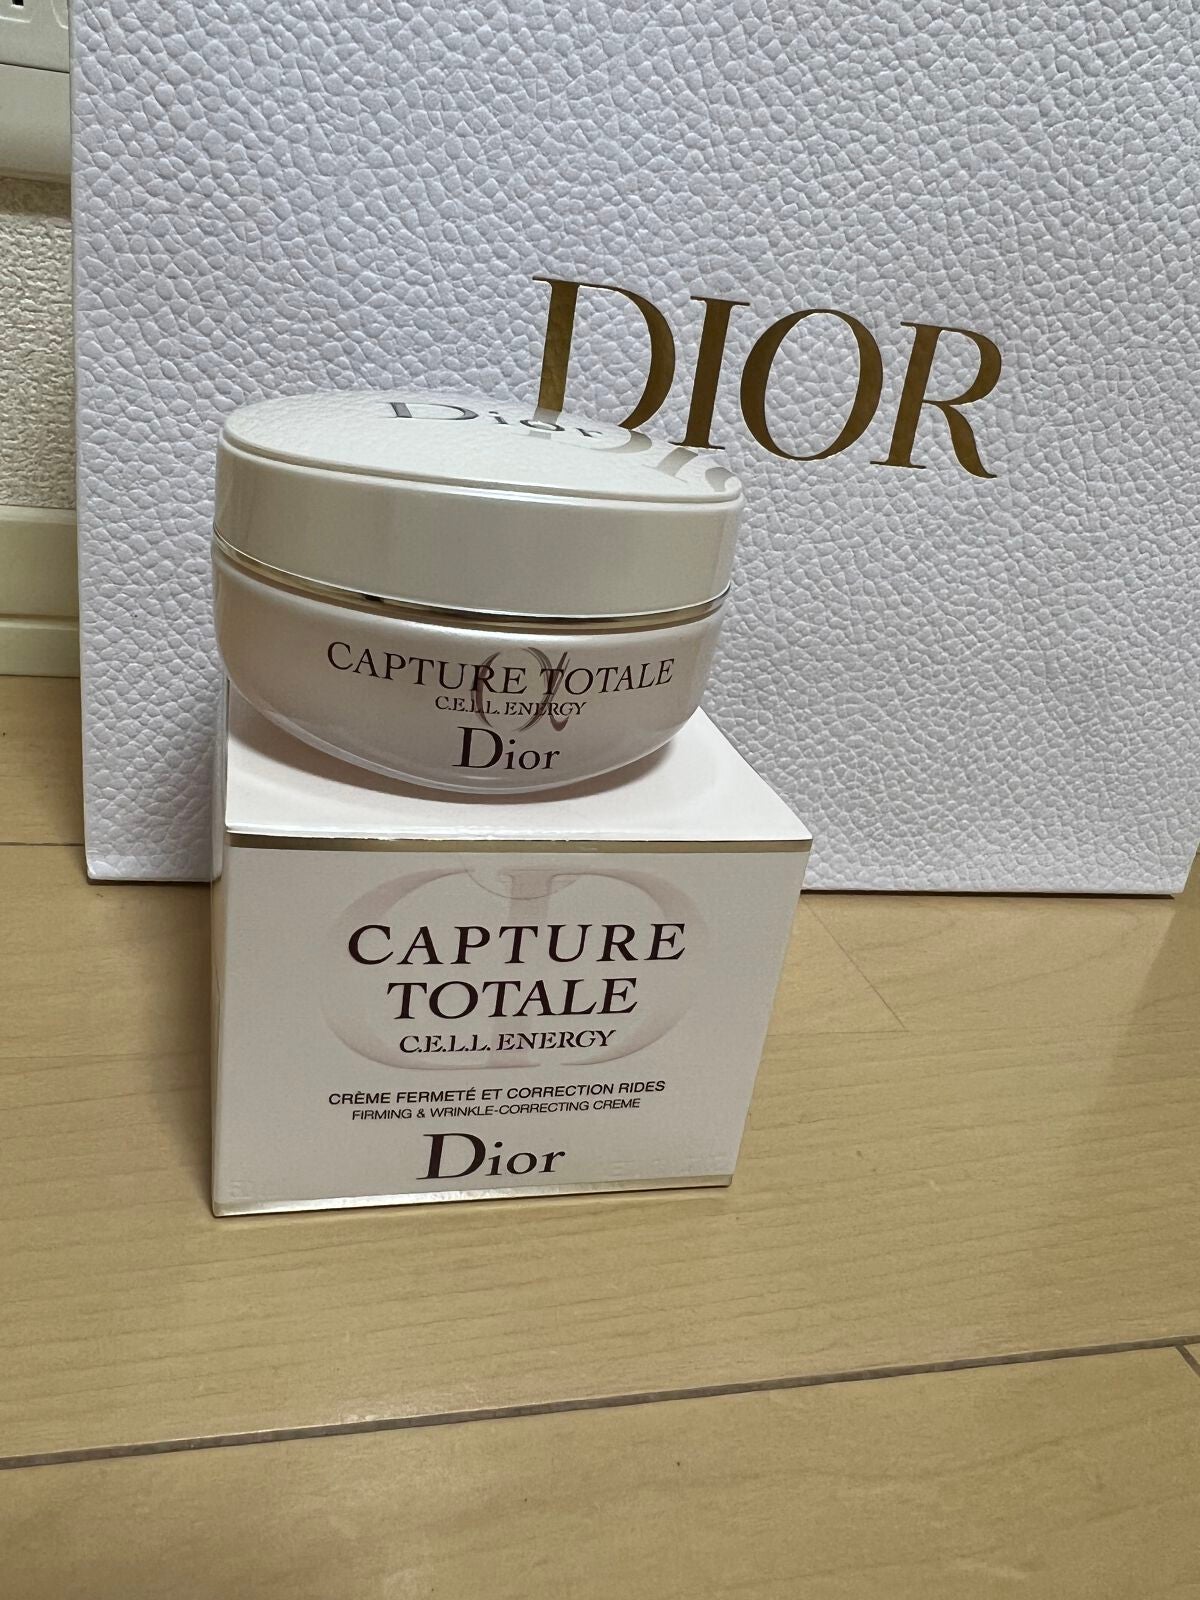 DIOR
Dior
CAPTURE TOTALE
C.E.L.L. ENERGY
Dior
CAPTURE
TOTALE
C.E.L.L. ENERGY
CRÈME FERMETÉ ET CORRECTION RIDES
FIRMING & WRINKLE-CORRECTING CREME
Dior